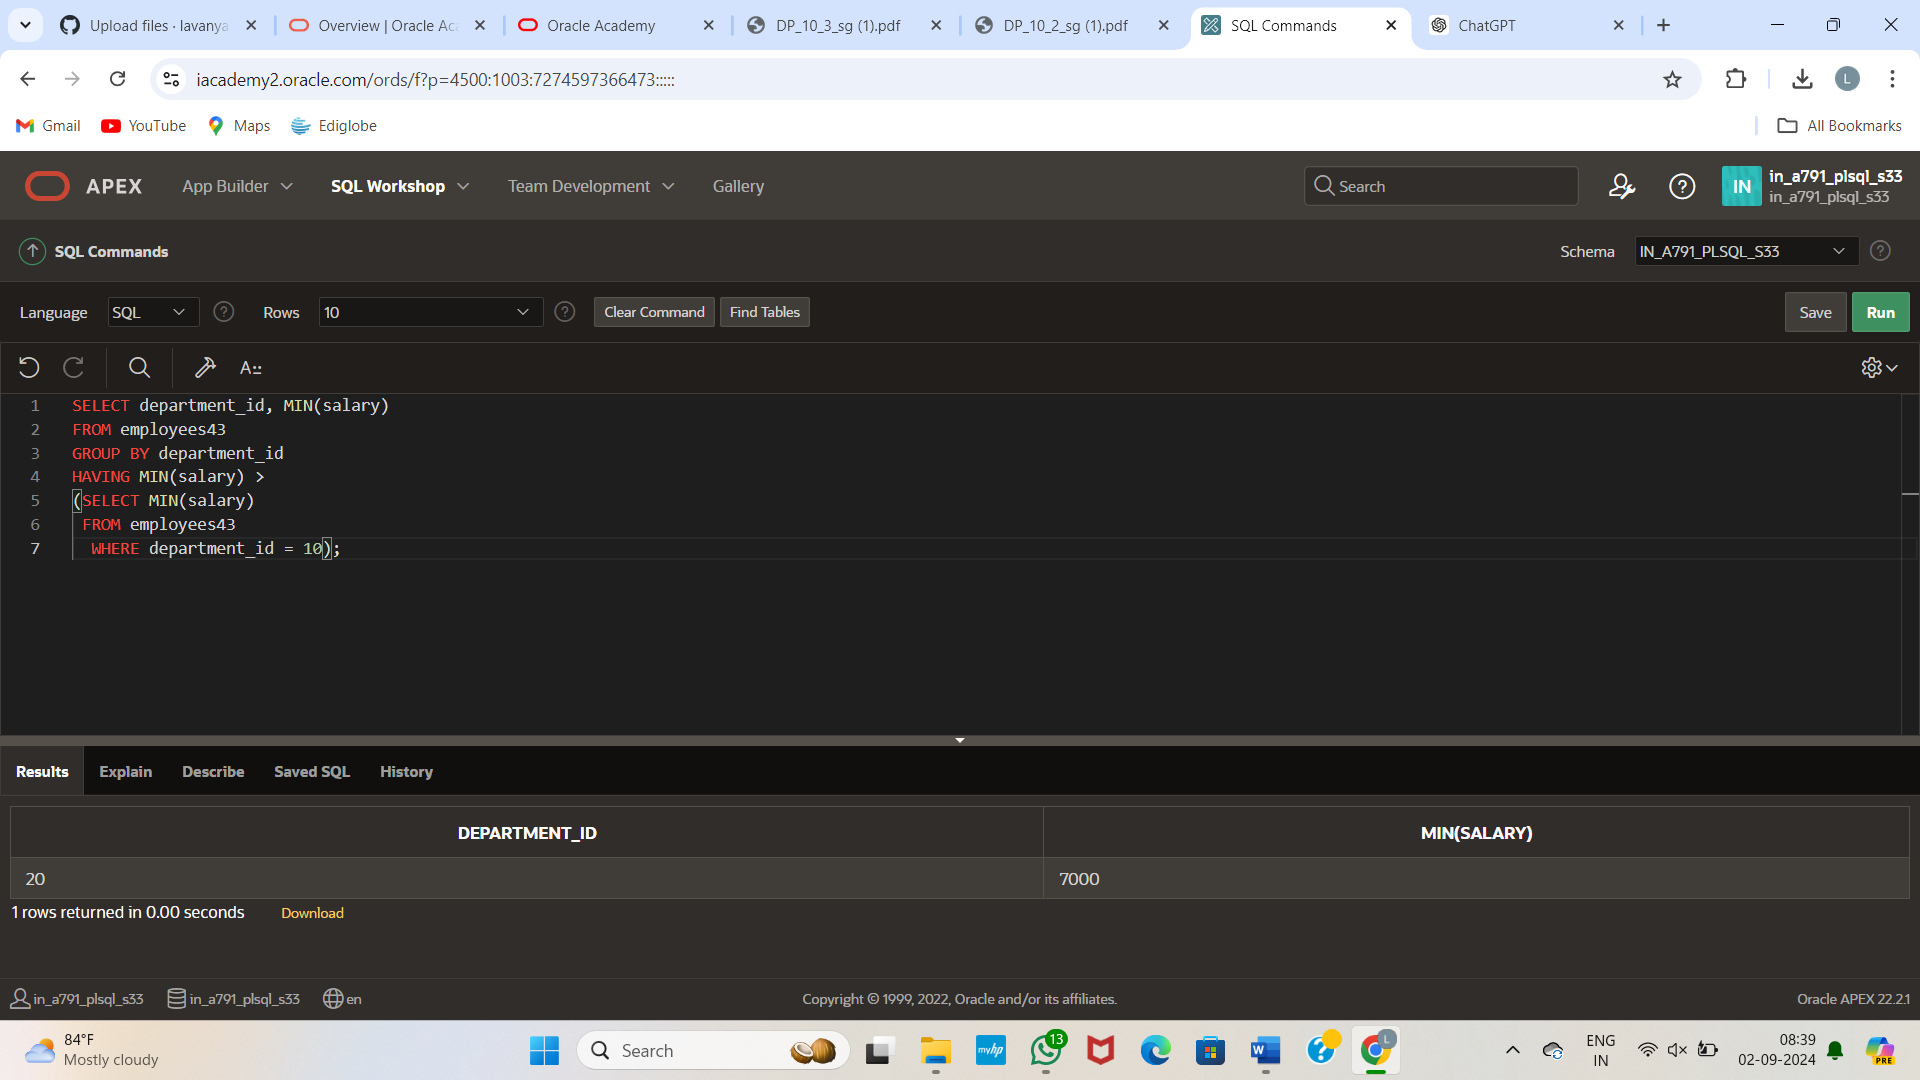 Upload files · lavanya
Overview | Oracle Aca
Oracle Academy
DP_10_3_sg (1).pdf
DP_10_2_sg (1).pdf
SQL Commands
ChatGPT
iacademy2.oracle.com/ords/f?p=4500:1003:7274597366473:::::
L
Gmail
YouTube
Maps
Ediglobe
All Bookmarks
APEX
App Builder
SQL Workshop
Team Development
Gallery
Search
IN
in_a791_plsql_s33
in_a791_plsql_s33
SQL Commands
Schema
IN_A791_PLSQL_S33
Language
SQL
Rows
10
Clear Command
Find Tables
Save
Run
A::
1 SELECT department_id, MIN(salary)
2 FROM employees43
3 GROUP BY department_id
4 HAVING MIN(salary) >
5 (SELECT MIN(salary)
6 FROM employees43
7 WHERE department_id = 10);
Results
Explain
Describe
Saved SQL
History
DEPARTMENT_ID
MIN(SALARY)
20
7000
1 rows returned in 0.00 seconds
Download
in_a791_plsql_s33
in_a791_plsql_s33
en
Copyright © 1999, 2022, Oracle and/or its affiliates.
Oracle APEX 22.2.1
84°F
Mostly cloudy
Search
myhp
13
W
L
ENG
IN
08:39
02-09-2024
PRE